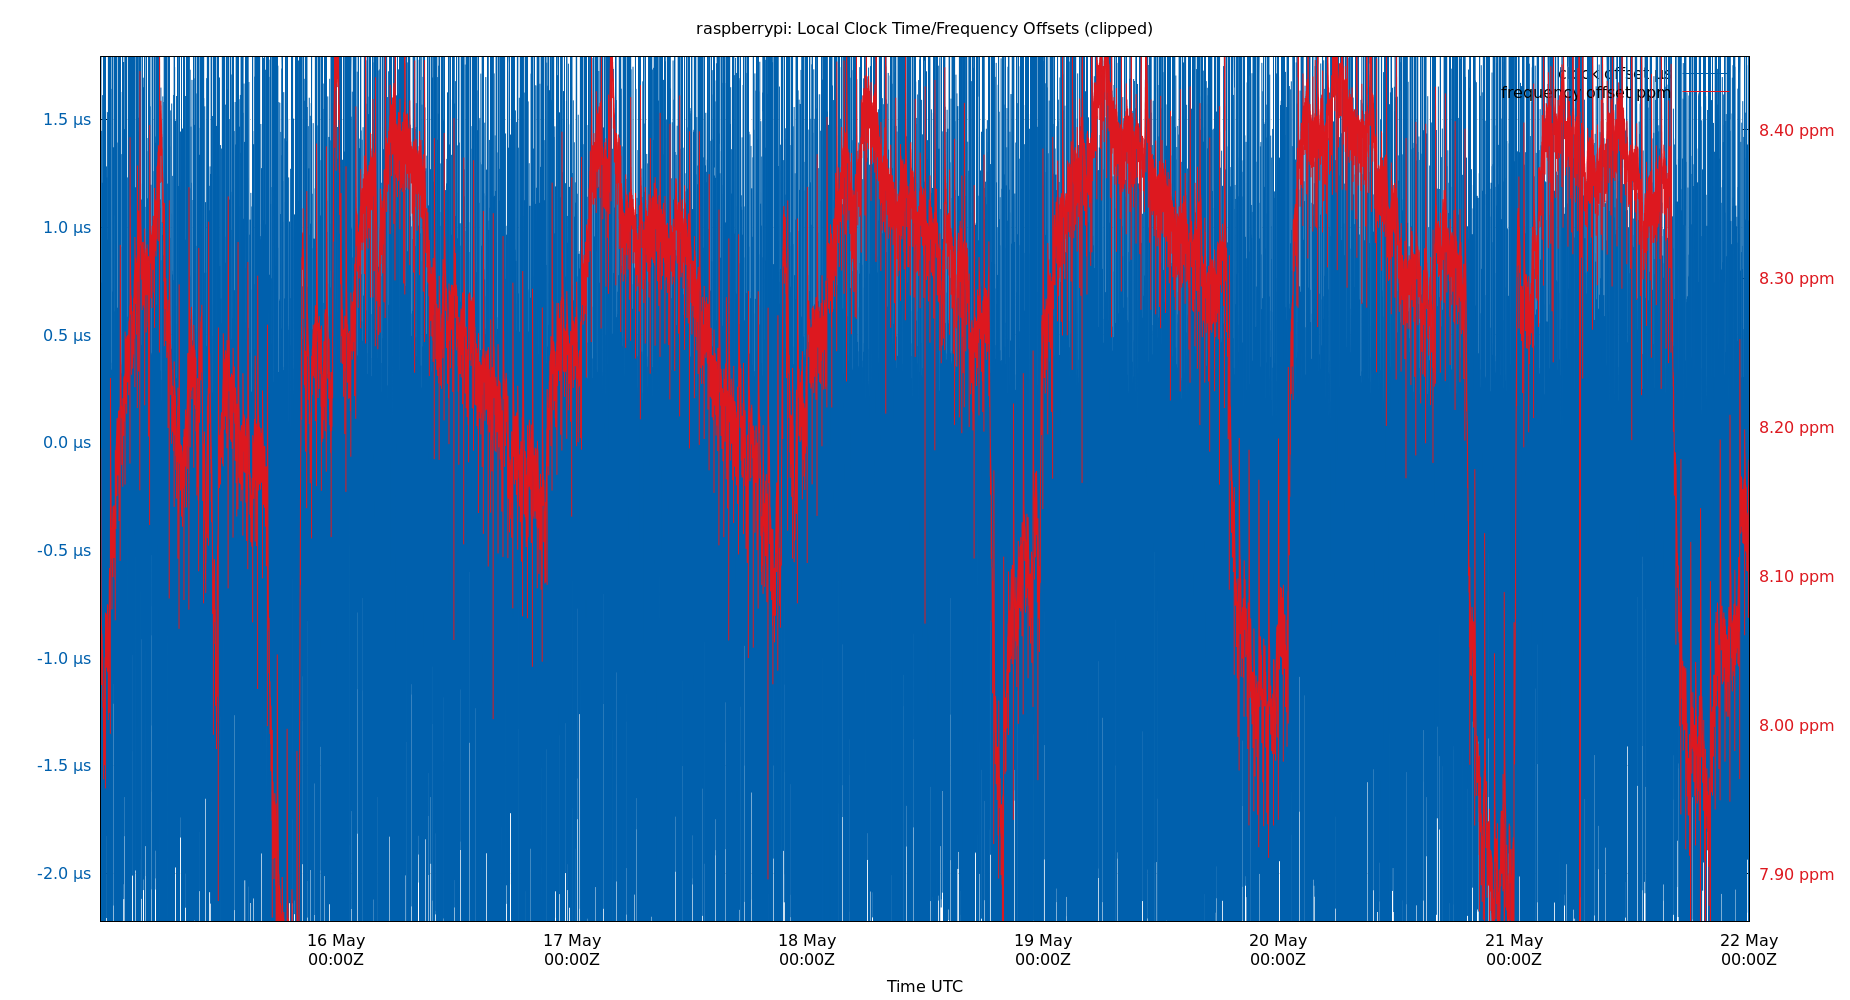 raspberrypi: Local Clock Time/Frequency Offsets (clipped)
clock offset µs
frequency offset ppm
1.5 µs
1.0 µs
0.5 µs
0.0 µs
-0.5 µs
-1.0 µs
-1.5 µs
-2.0 µs
8.40 ppm
8.30 ppm
8.20 ppm
8.10 ppm
8.00 ppm
7.90 ppm
16 May
00:00Z
17 May
00:00Z
18 May
00:00Z
19 May
00:00Z
20 May
00:00Z
21 May
00:00Z
22 May
00:00Z
Time UTC